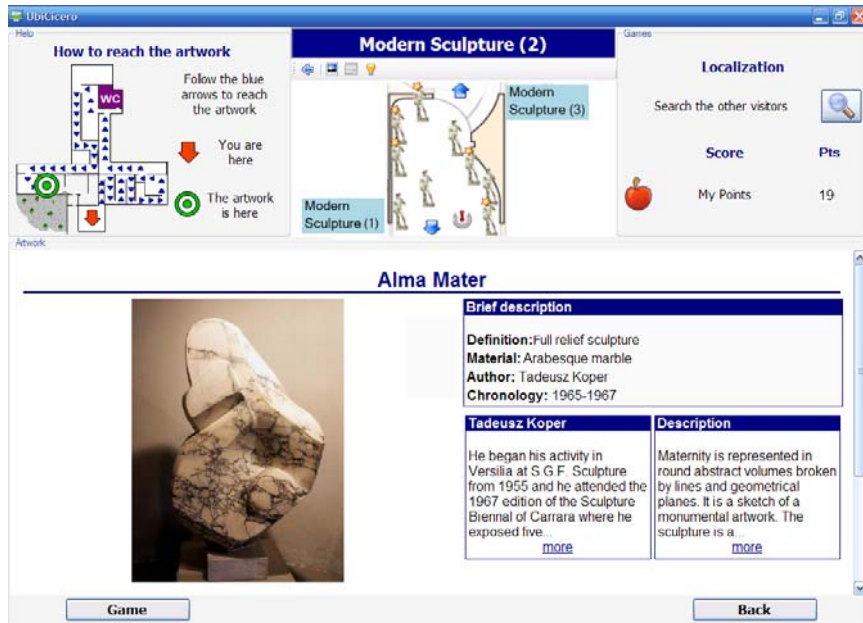 UbiCicero
Help
How to reach the artwork
WC
Follow the blue
arrows to reach
the artwork
You are
here
The artwork
is here
Modern Sculpture (2)
Modern
Sculpture (3)
Modern
Sculpture (1)
Games
Localization
Search the other visitors
Score Pts
My Points 19
Artwork
Alma Mater
Brief description
Definition:Full relief sculpture
Material: Arabesque marble
Author: Tadeusz Koper
Chronology: 1965-1967
Tadeusz Koper
He began his activity in
Versilia at S.G.F. Sculpture
from 1955 and he attended the
1967 edition of the Sculpture
Biennal of Carrara where he
exposed five...
more
Description
Maternity is represented in
round abstract volumes broken
by lines and geometrical
planes. It is a sketch of a
monumental artwork. The
sculpture is a...
more
Game
Back